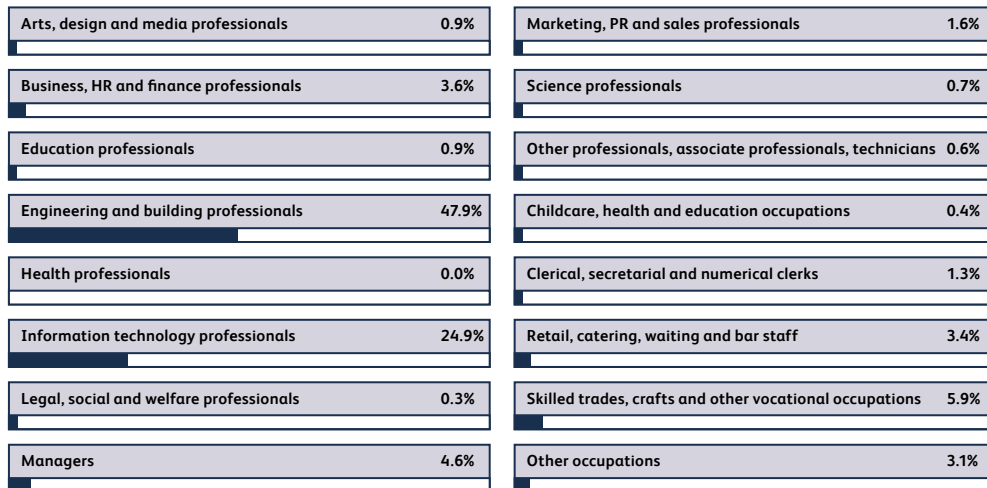 Arts, design and media professionals 0.9%
Business, HR and finance professionals 3.6%
Education professionals 0.9%
Engineering and building professionals 47.9%
Health professionals 0.0%
Information technology professionals 24.9%
Legal, social and welfare professionals 0.3%
Managers 4.6%
Marketing, PR and sales professionals 1.6%
Science professionals 0.7%
Other professionals, associate professionals, technicians 0.6%
Childcare, health and education occupations 0.4%
Clerical, secretarial and numerical clerks 1.3%
Retail, catering, waiting and bar staff 3.4%
Skilled trades, crafts and other vocational occupations 5.9%
Other occupations 3.1%